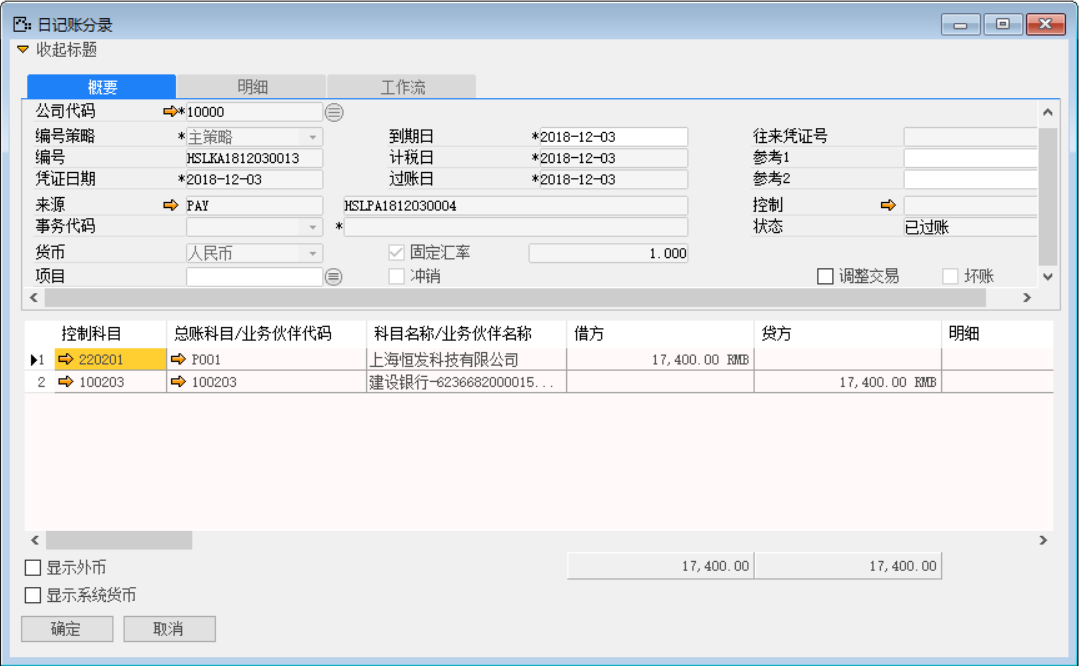 日记账分录
收起标题
概要 明细 工作流
公司代码 *10000
编号策略 *主策略 到期日 *2018-12-03 往来凭证号
编号 HSLKA1812030013 计税日 *2018-12-03 参考1
凭证日期 *2018-12-03 过账日 *2018-12-03 参考2
来源 PAY HSLPA1812030004 控制
事务代码 * 状态 已过账
货币 人民币 固定汇率 1.000
项目 冲销 调整交易 坏账
控制科目 总账科目/业务伙伴代码 科目名称/业务伙伴名称 借方 贷方 明细
1 220201 P001 上海恒发科技有限公司 17,400.00 RMB
2 100203 100203 建设银行-6236682000015... 17,400.00 RMB
显示外币 17,400.00 17,400.00
显示系统货币
确定 取消